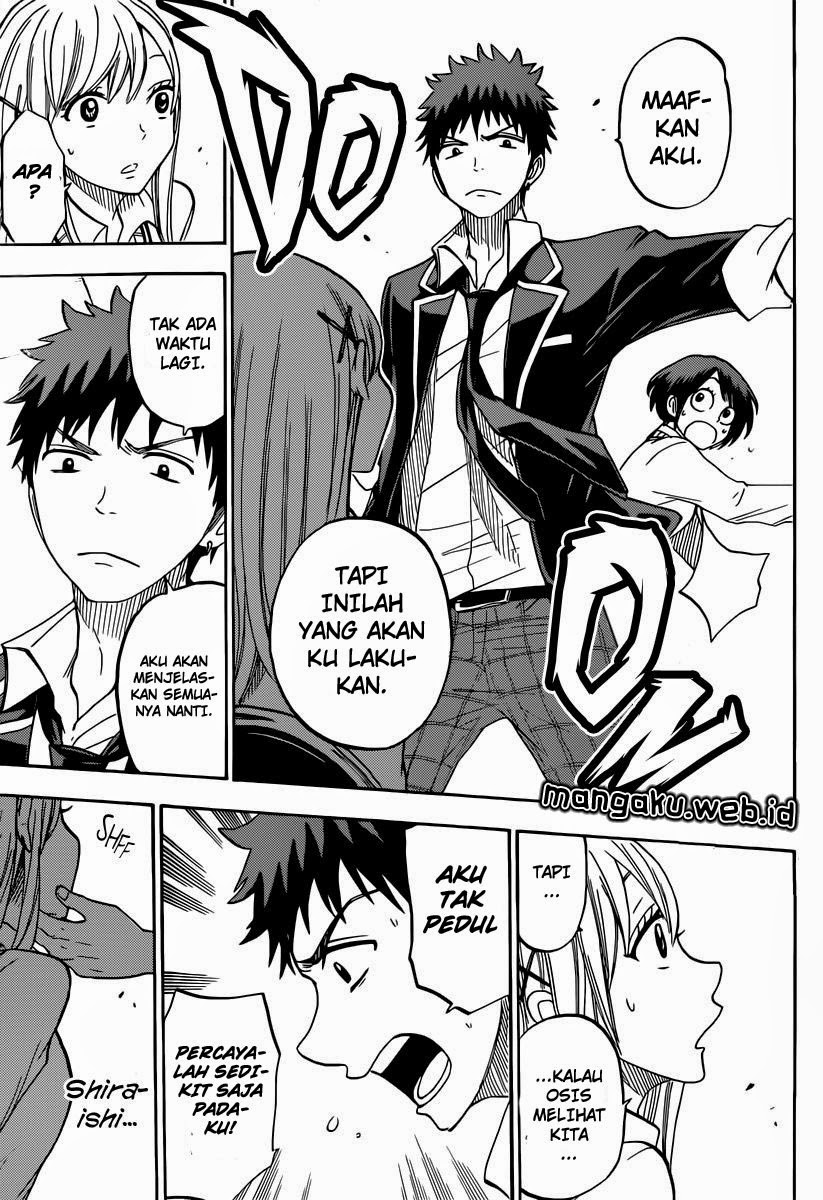 MAAF-
KAN
AKU.
DO
ON
TAPI
INILAH
YANG AKAN
KU LAKU-
KAN.
APA
?
TAK ADA
WAKTU
LAGI.
AKU AKAN
MENJELAS-
KAN SEMUA-
NYA NANTI.
mangaku.web.id
TAPI
...
...KALAU
OSIS
MELIHAT
KITA
...
AKU
TAK
PEDUL
PERCAYA-
LAH SEDI-
KIT SAJA
PADA-
KU!
SHFF
Shira-
ishi...